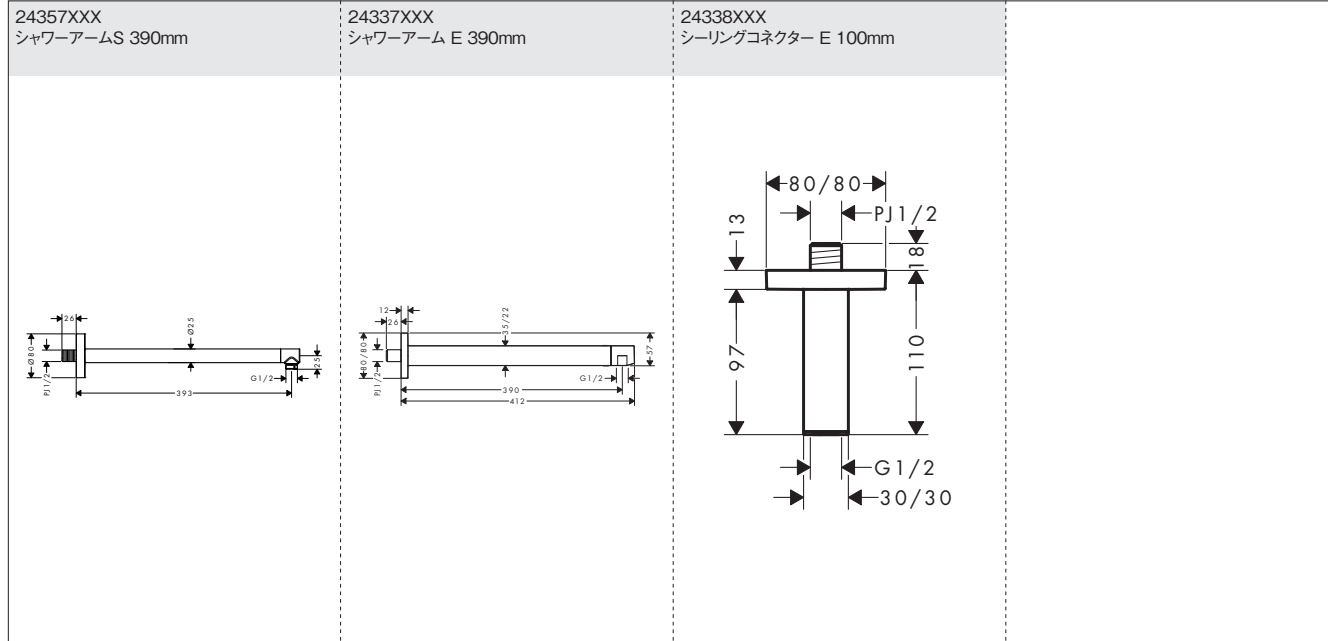 24357XXX
シャワーアームS 390mm
24337XXX
シャワーアーム E 390mm
24338XXX
シーリングコネクター E 100mm
26
Ø80
PJ1/2
Ø25
25
G1/2
393
12
26
80/80
PJ1/2
35/22
57
G1/2
390
412
80/80
PJ1/2
13
18
97
110
G1/2
30/30